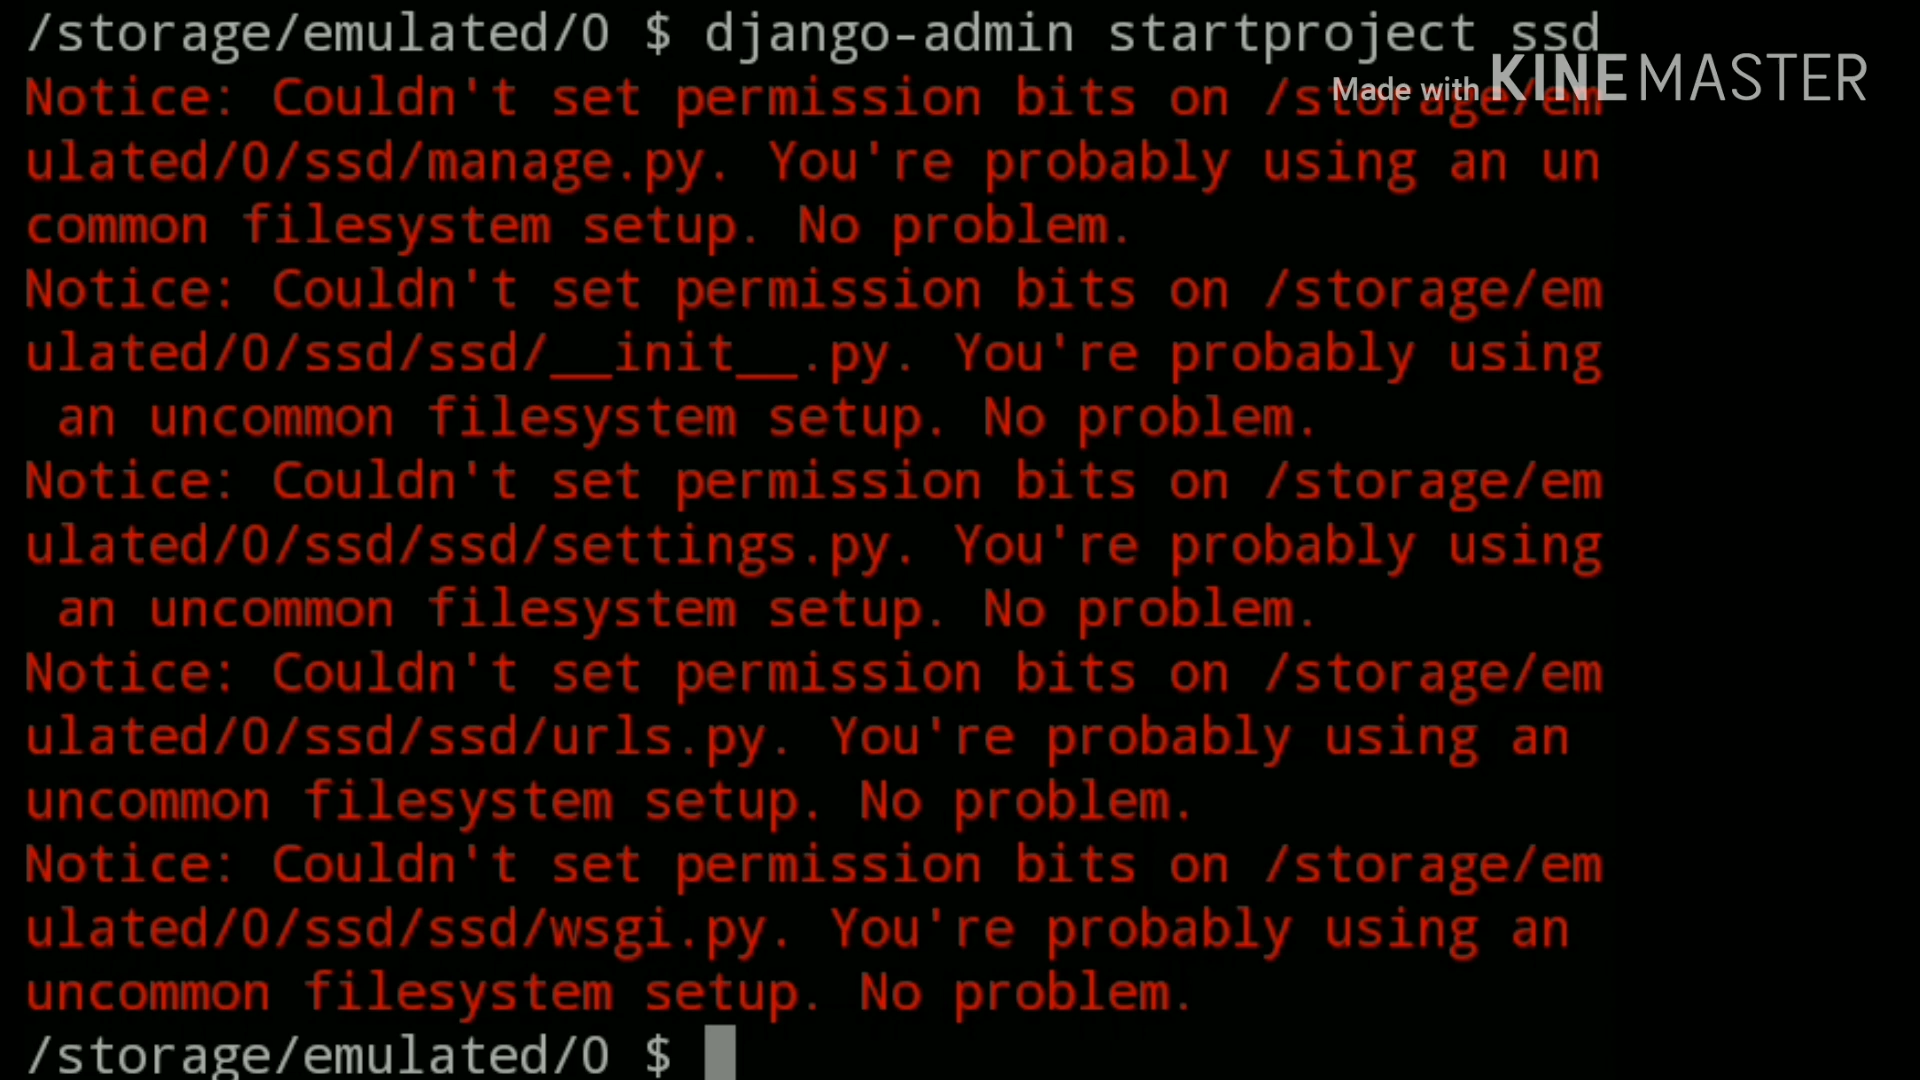 /storage/emulated/0 $ django-admin startproject ssd
Made with KINEMASTER
Notice: Couldn't set permission bits on /storage/em
ulated/0/ssd/manage.py. You're probably using an un
common filesystem setup. No problem.
Notice: Couldn't set permission bits on /storage/em
ulated/0/ssd/ssd/__init__.py. You're probably using
 an uncommon filesystem setup. No problem.
Notice: Couldn't set permission bits on /storage/em
ulated/0/ssd/ssd/settings.py. You're probably using
 an uncommon filesystem setup. No problem.
Notice: Couldn't set permission bits on /storage/em
ulated/0/ssd/ssd/urls.py. You're probably using an
uncommon filesystem setup. No problem.
Notice: Couldn't set permission bits on /storage/em
ulated/0/ssd/ssd/wsgi.py. You're probably using an
uncommon filesystem setup. No problem.
/storage/emulated/0 $